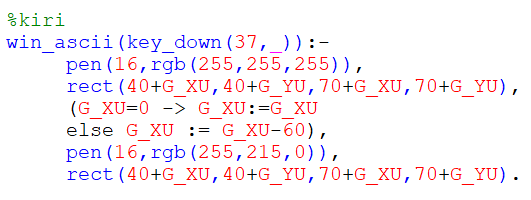 %kiri
win_ascii(key_down(37,_)):-
pen(16,rgb(255,255,255)),
rect(40+G_XU,40+G_YU,70+G_XU,70+G_YU),
(G_XU=0 -> G_XU:=G_XU
else G_XU := G_XU-60),
pen(16,rgb(255,215,0)),
rect(40+G_XU,40+G_YU,70+G_XU,70+G_YU).